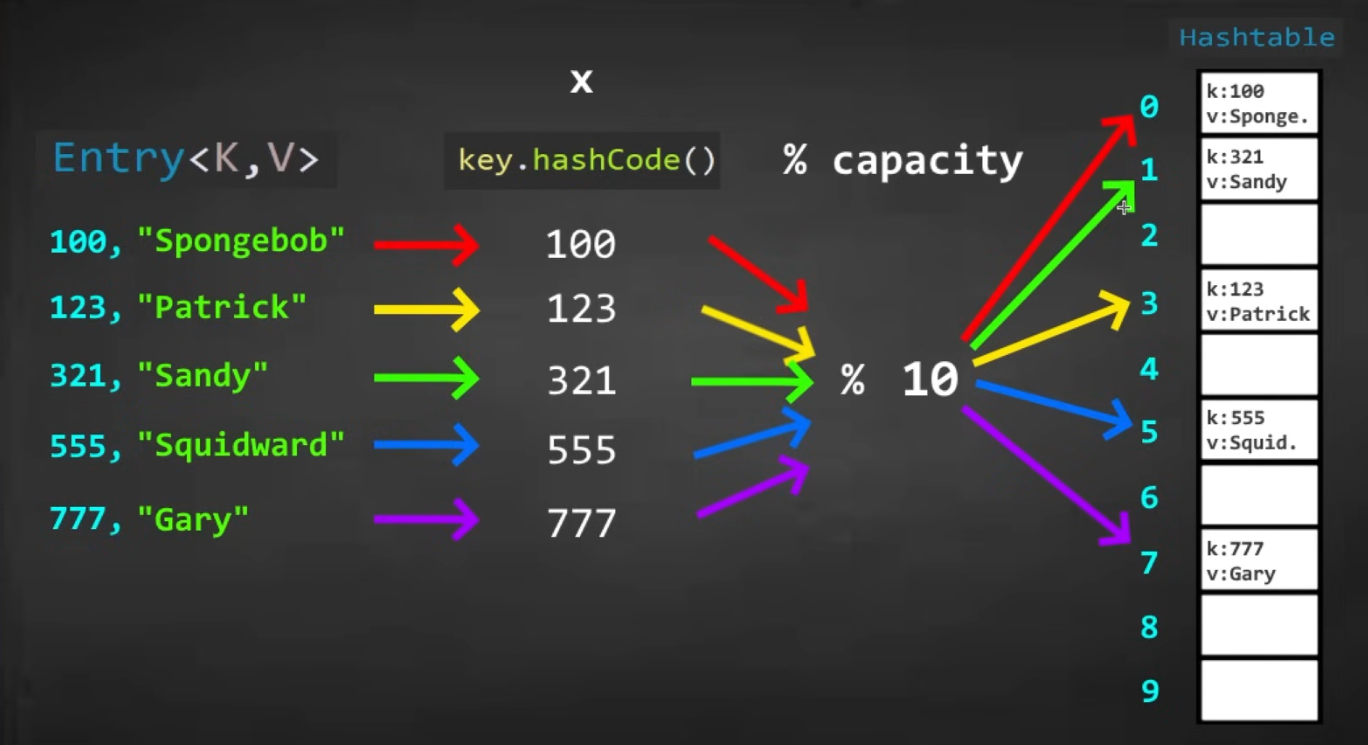 Hashtable
x
Entry<K,V>
key.hashCode()
% capacity
100, "Spongebob"
100
123, "Patrick"
123
321, "Sandy"
321
% 10
555, "Squidward"
555
777, "Gary"
777
0
k:100
v:Sponge.
1
k:321
v:Sandy
2
3
k:123
v:Patrick
4
5
k:555
v:Squid.
6
7
k:777
v:Gary
8
9